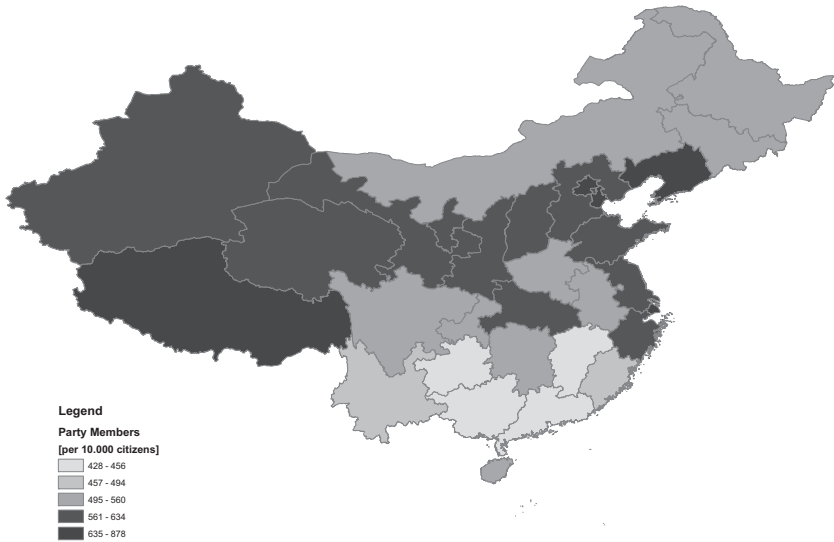 Legend
Party Members
[per 10.000 citizens]
428 - 456
457 - 494
495 - 560
561 - 634
635 - 878